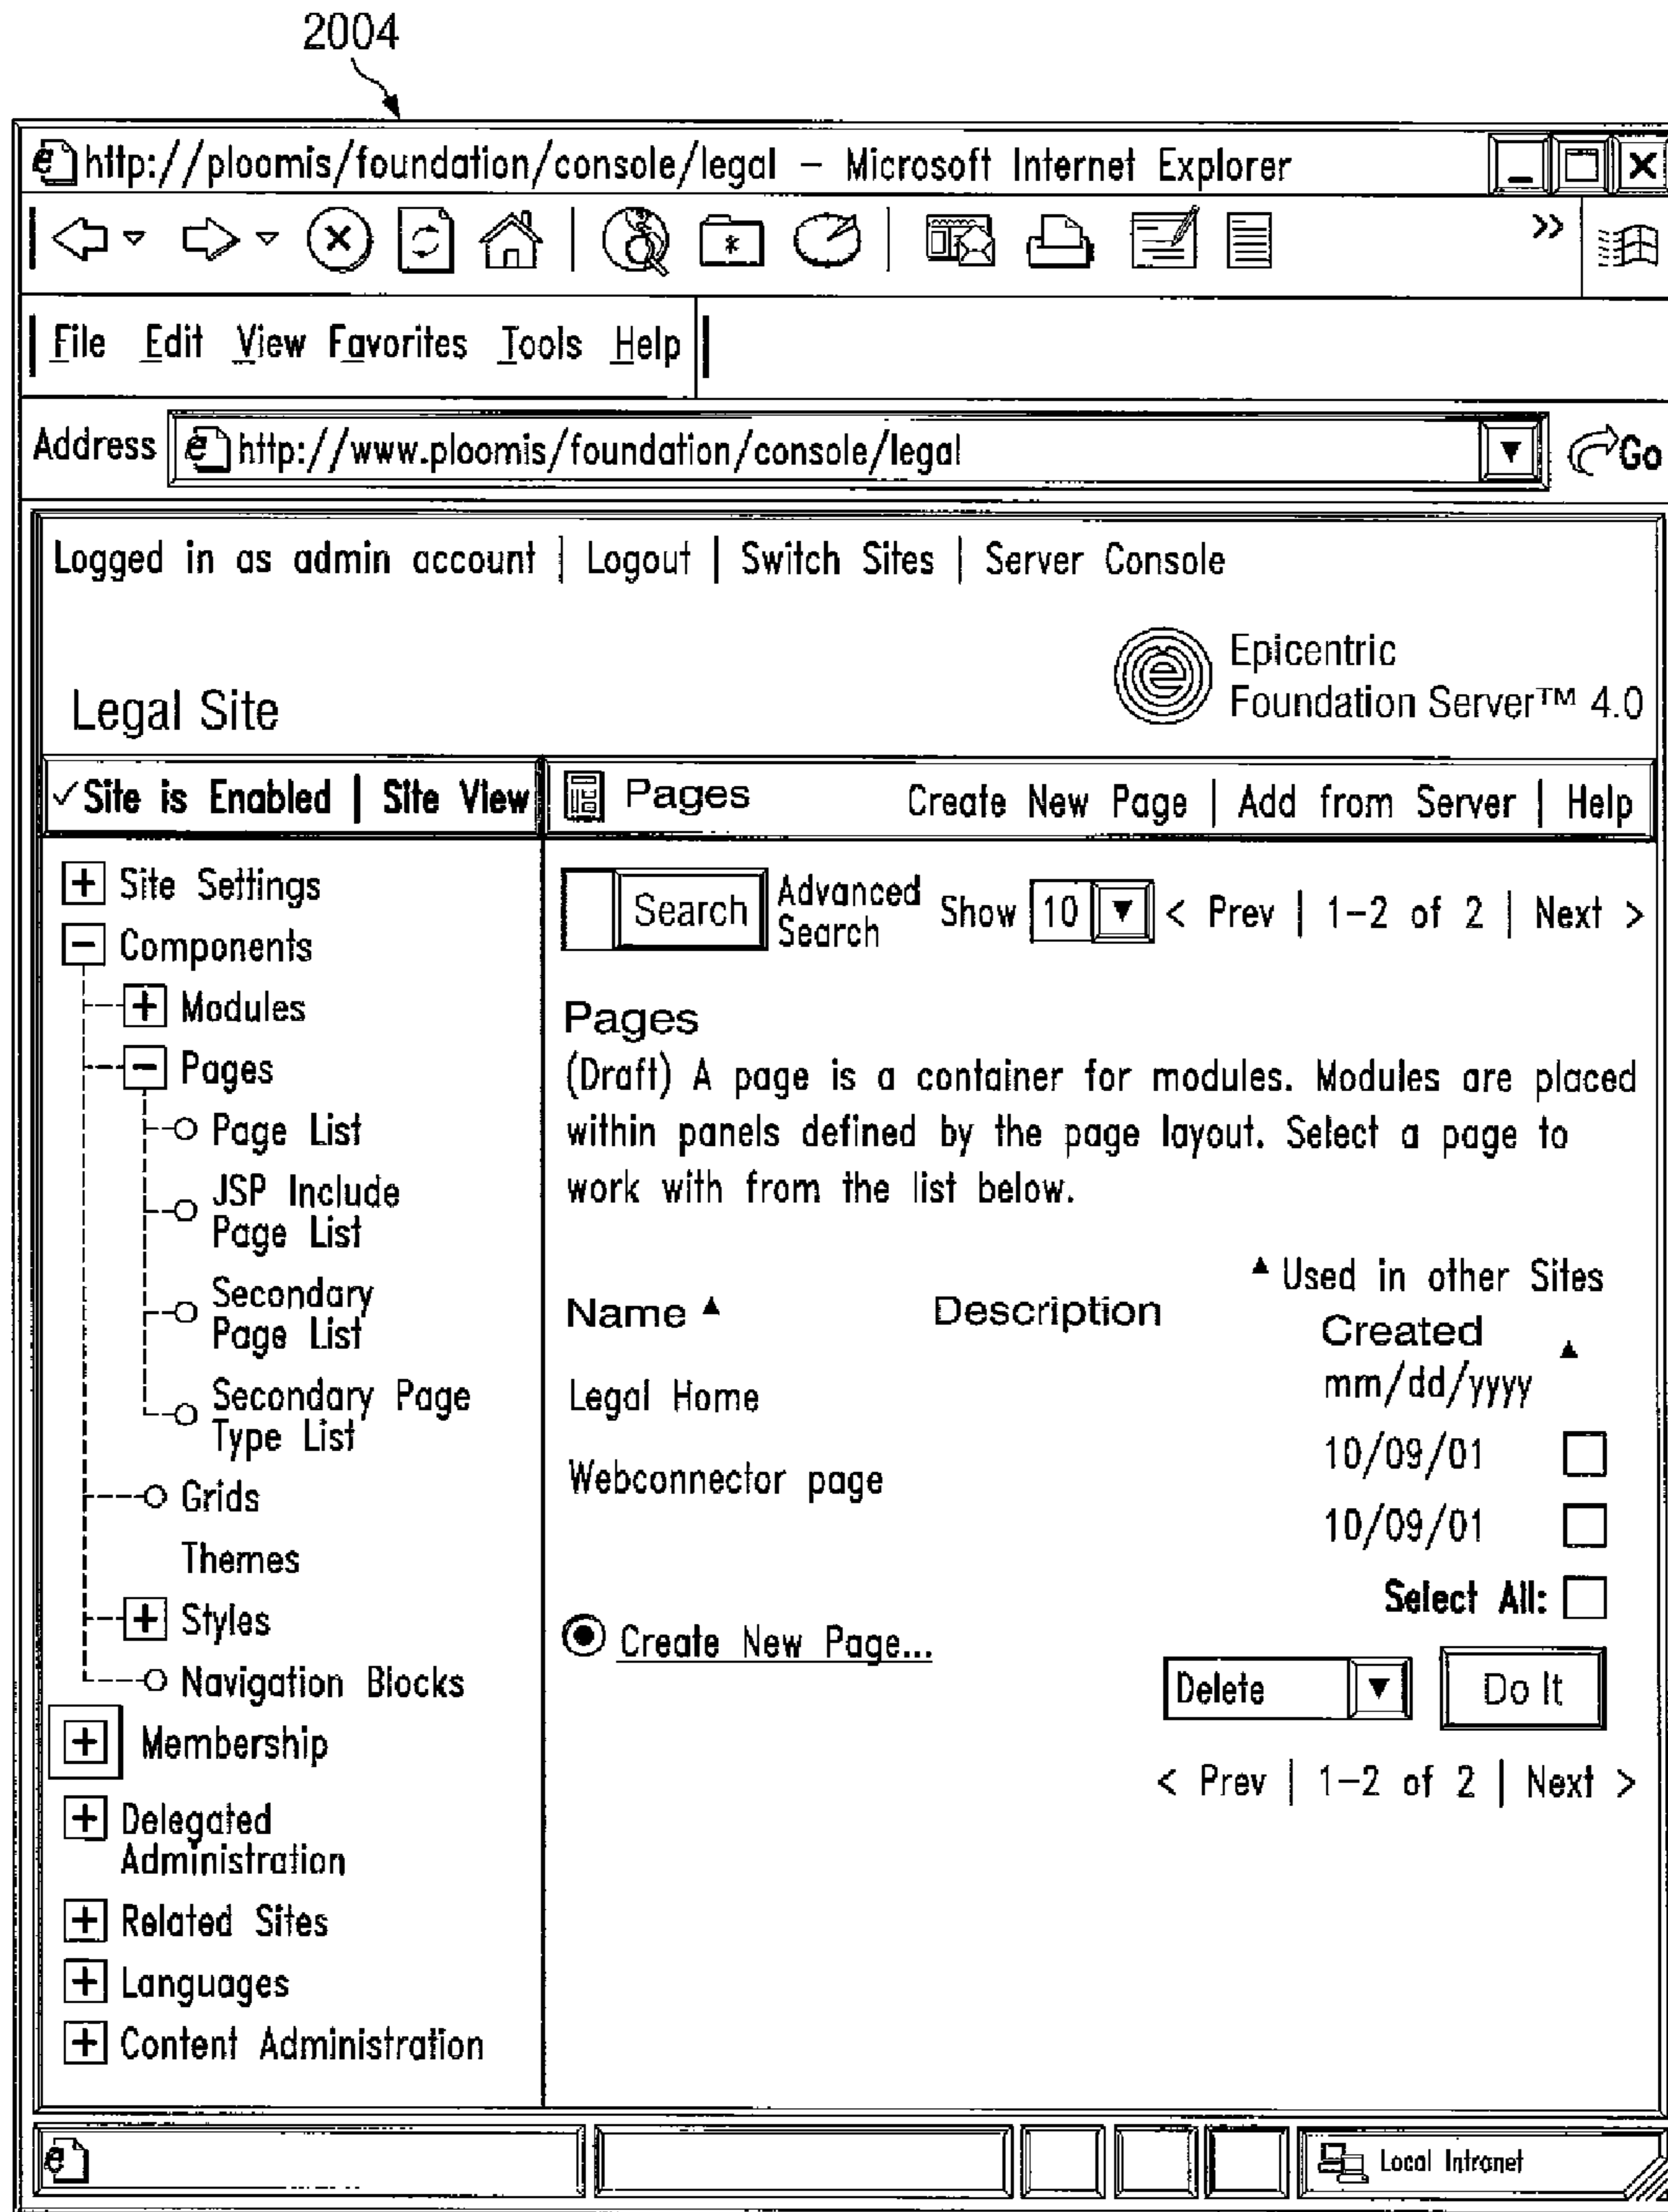 2004
http://ploomis/foundation/console/legal – Microsoft Internet Explorer
File Edit View Favorites Tools Help
Address http://www.ploomis/foundation/console/legal Go
Logged in as admin account | Logout | Switch Sites | Server Console
Epicentric
Foundation Server™ 4.0
Legal Site
✓Site is Enabled | Site View
Pages Create New Page | Add from Server | Help
Site Settings
Components
Modules
Pages
Page List
JSP Include
Page List
Secondary
Page List
Secondary Page
Type List
Grids
Themes
Styles
Navigation Blocks
Membership
Delegated
Administration
Related Sites
Languages
Content Administration
Search Advanced
Search
Show 10 < Prev | 1–2 of 2 | Next >
Pages
(Draft) A page is a container for modules. Modules are placed
within panels defined by the page layout. Select a page to
work with from the list below.
Used in other Sites
Name Description Created
mm/dd/yyyy
Legal Home
10/09/01
Webconnector page
10/09/01
Select All:
Create New Page...
Delete Do It
< Prev | 1–2 of 2 | Next >
Local Intranet